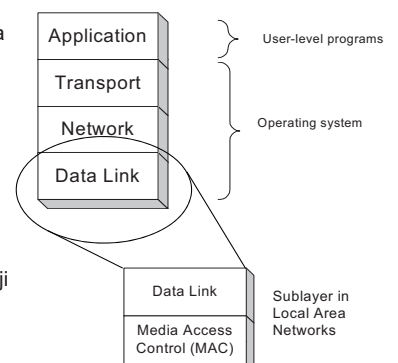 a
Application
User-level programs
Transport
Operating system
Network
Data Link
ji
Data Link
Sublayer in
Local Area
Networks
Media Access
Control (MAC)